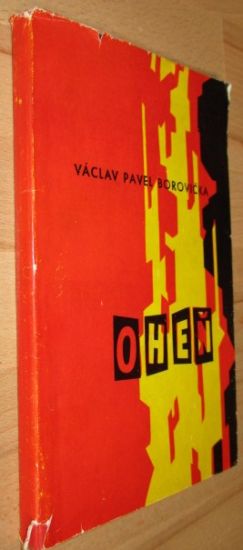 VÁCLAV PAVEL BOROVIČKA
OHEŇ